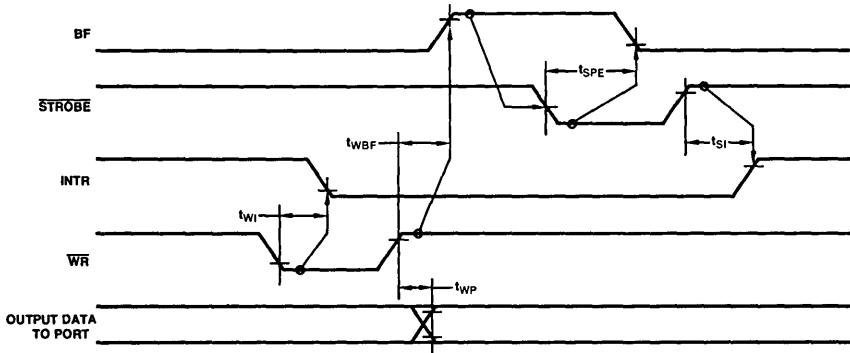 BF
tSPE
STROBE
tWBF
tSI
INTR
tWI
WR
tWP
OUTPUT DATA
TO PORT